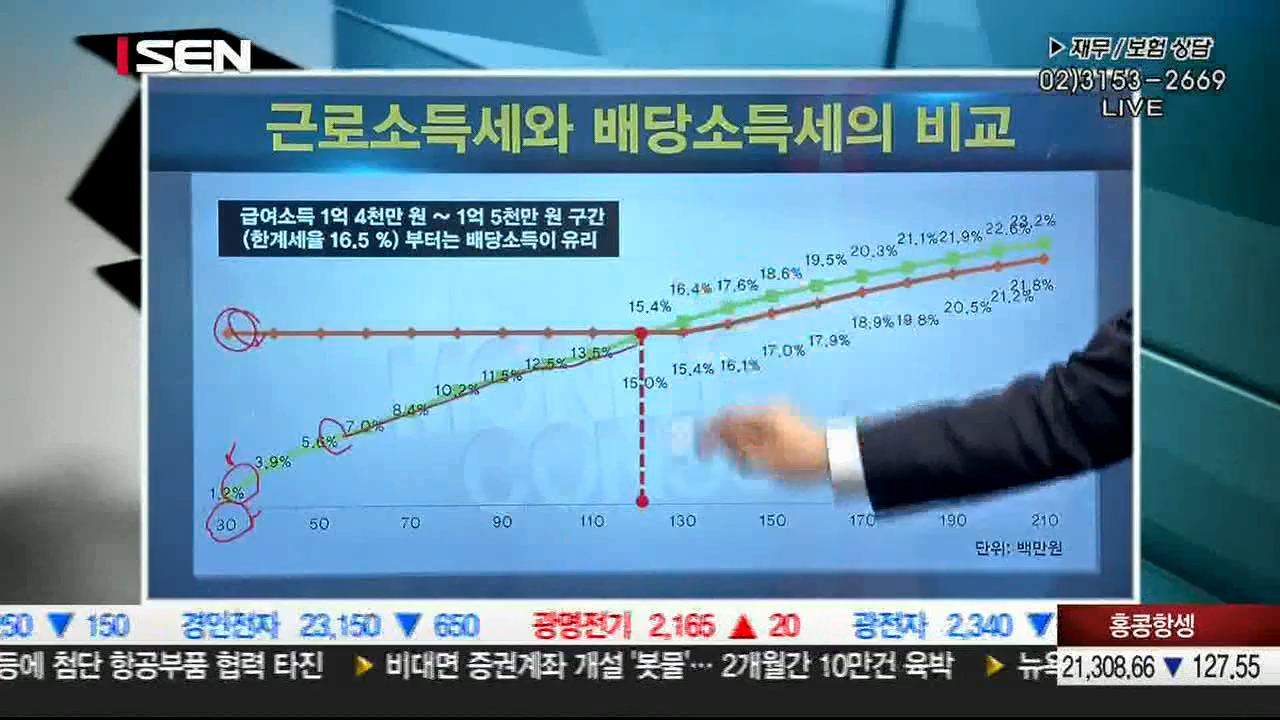 SEN
▶ 재무/보험 상담
02)3153-2669
LIVE
근로소득세와 배당소득세의 비교
급여소득 1억 4천만 원 ~ 1억 5천만 원 구간
(한계세율 16.5 %) 부터는 배당소득이 유리
15.4% 16.4% 17.6% 18.6% 19.5% 20.3% 21.1% 21.9% 22.6% 23.2%
1.2% 3.9% 5.6% 7.0% 8.4% 10.2% 11.5% 12.5% 13.5% 15.0% 15.4% 16.1% 17.0% 17.9% 18.9% 19.8% 20.5% 21.2% 21.8%
30 50 70 90 110 130 150 170 190 210
단위: 백만원
250 ▼ 150 경인전자 23,150 ▼ 650 광명전기 2,165 ▲ 20 광전자 2,340 ▼
홍콩항셍
등에 첨단 항공부품 협력 타진 ▶ 비대면 증권계좌 개설 '봇물'… 2개월간 10만건 육박 ▶ 뉴욕
21,308.66 ▼ 127.55